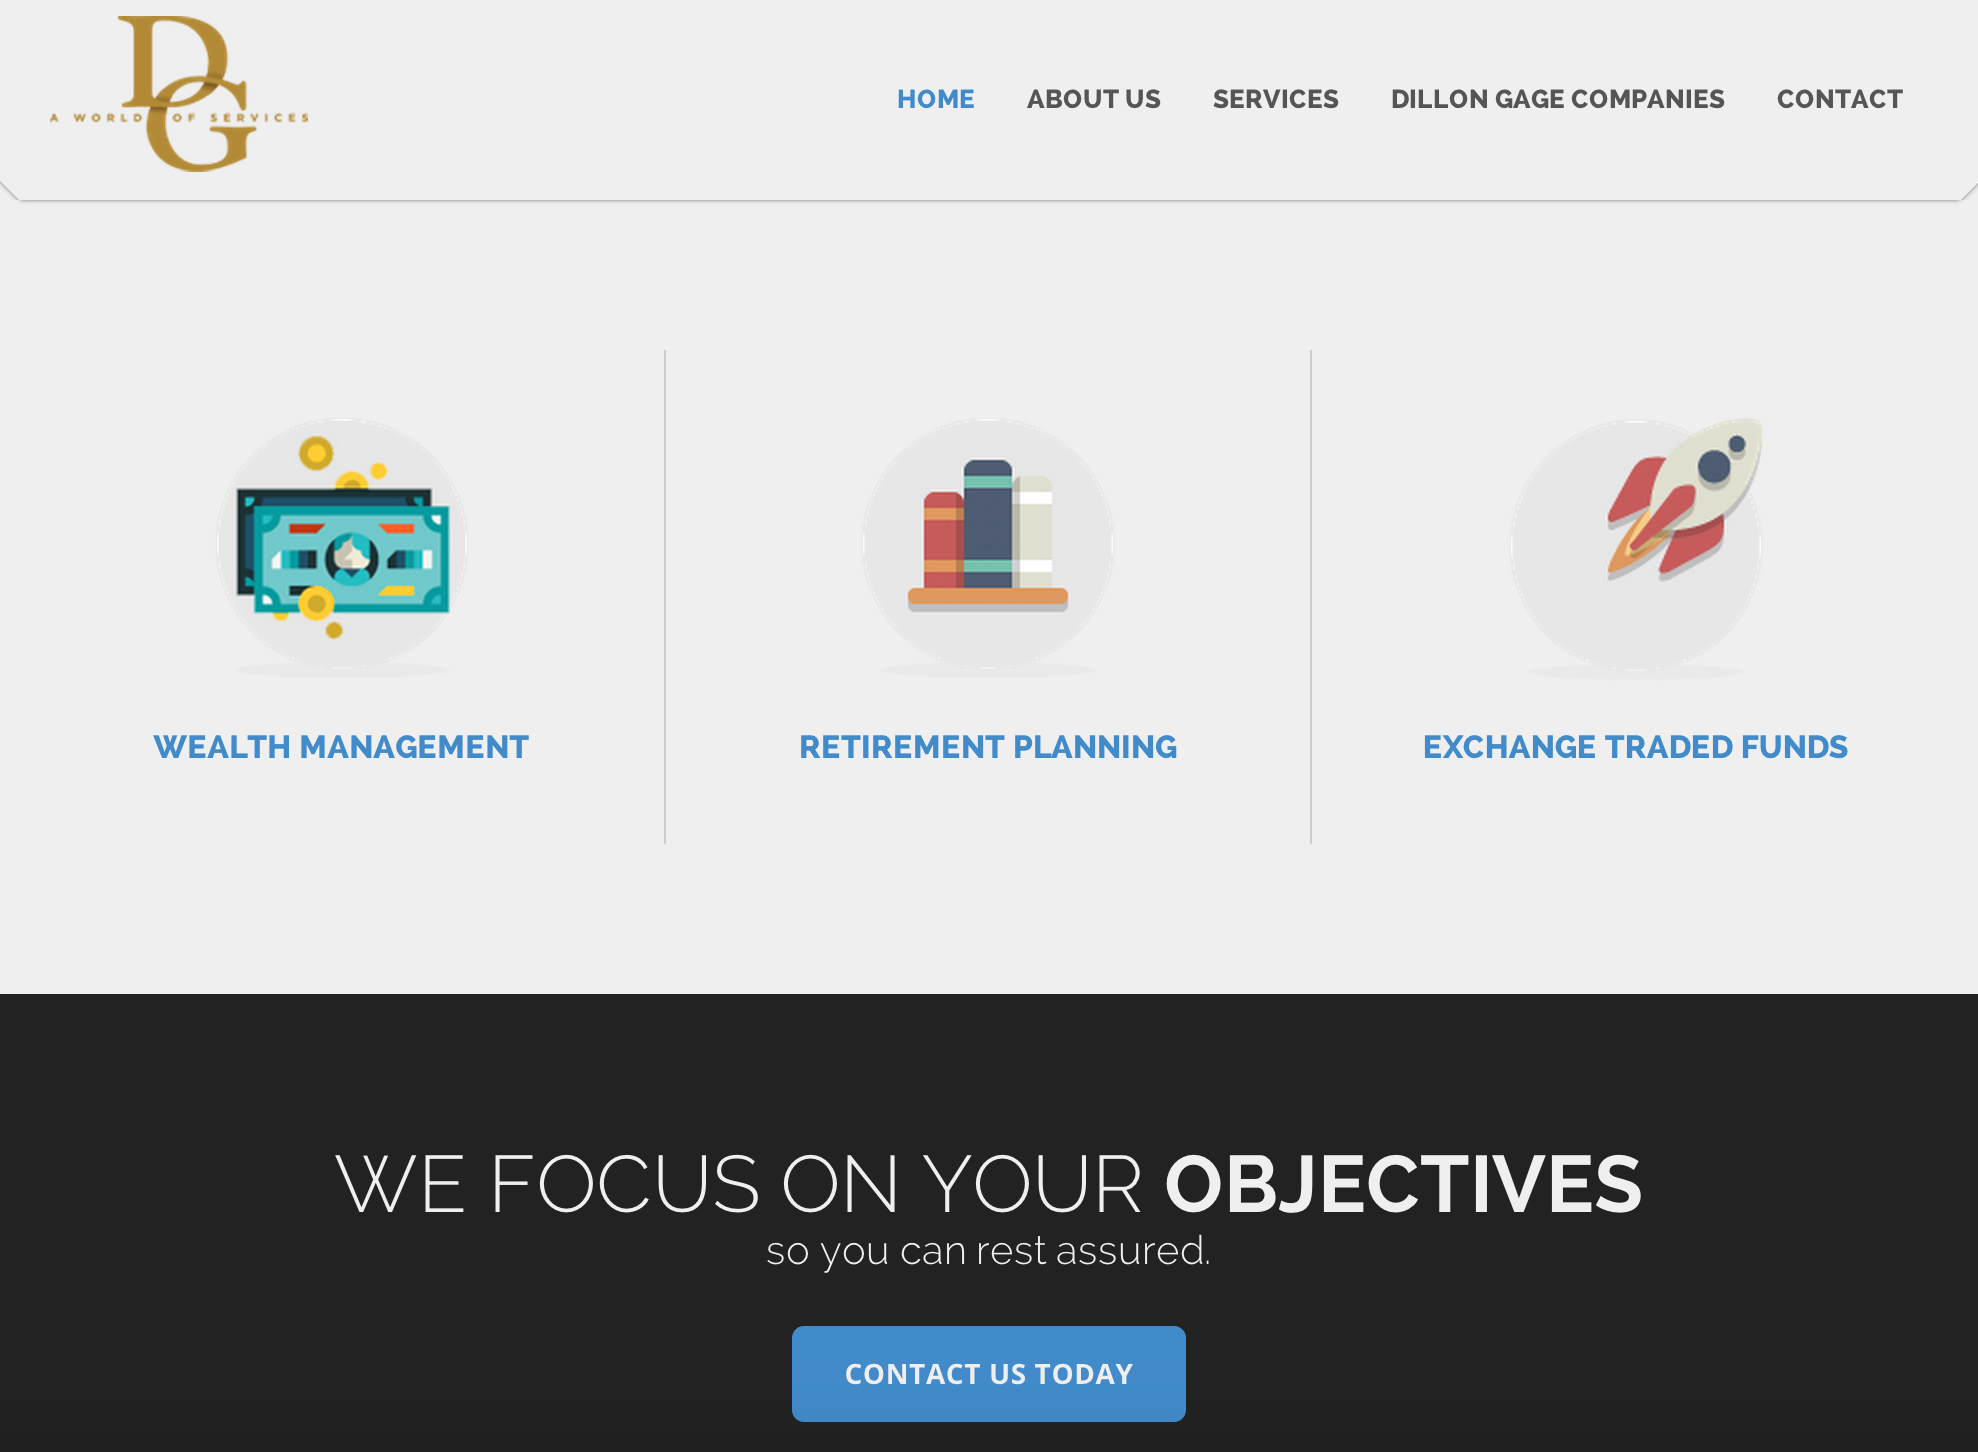 DG
A WORLD OF SERVICES
HOME ABOUT US SERVICES DILLON GAGE COMPANIES CONTACT
WEALTH MANAGEMENT RETIREMENT PLANNING EXCHANGE TRADED FUNDS
WE FOCUS ON YOUR OBJECTIVES
so you can rest assured.
CONTACT US TODAY